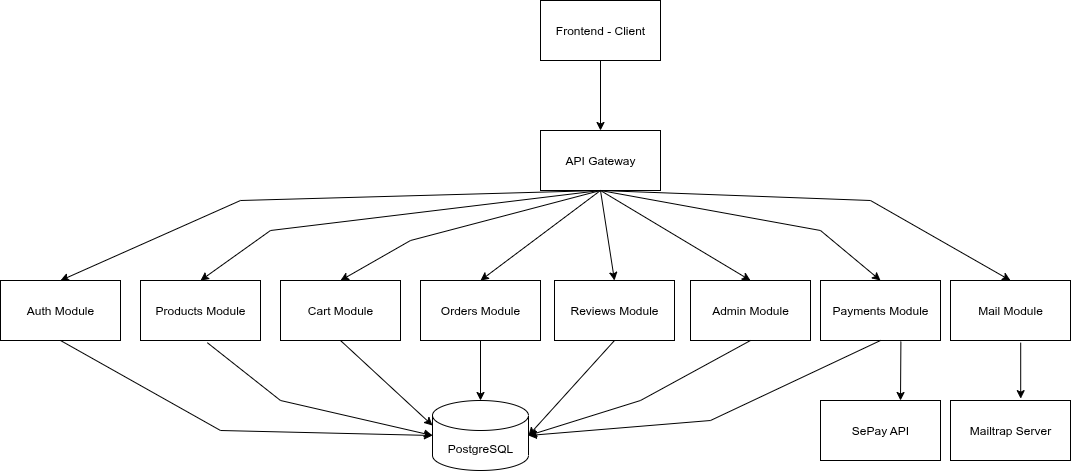 Frontend - Client
API Gateway
Auth Module
Products Module
Cart Module
Orders Module
Reviews Module
Admin Module
Payments Module
Mail Module
PostgreSQL
SePay API
Mailtrap Server